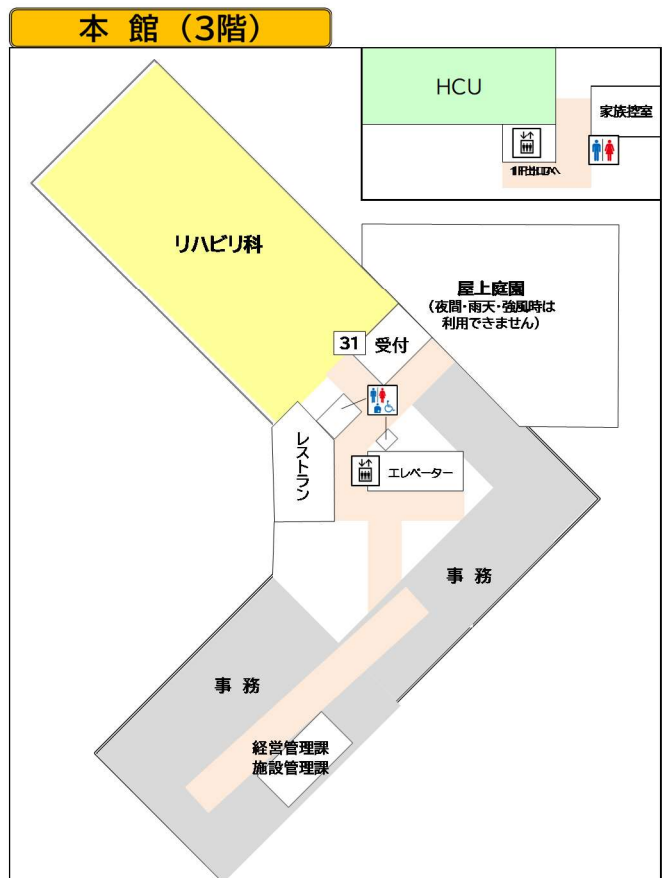 本 館 (3階)
HCU
家族控室
リハビリ科
屋上庭園
(夜間・雨天・強風時は
利用できません)
31 受付
レストラン
エレベーター
事 務
事 務
経営管理課
施設管理課